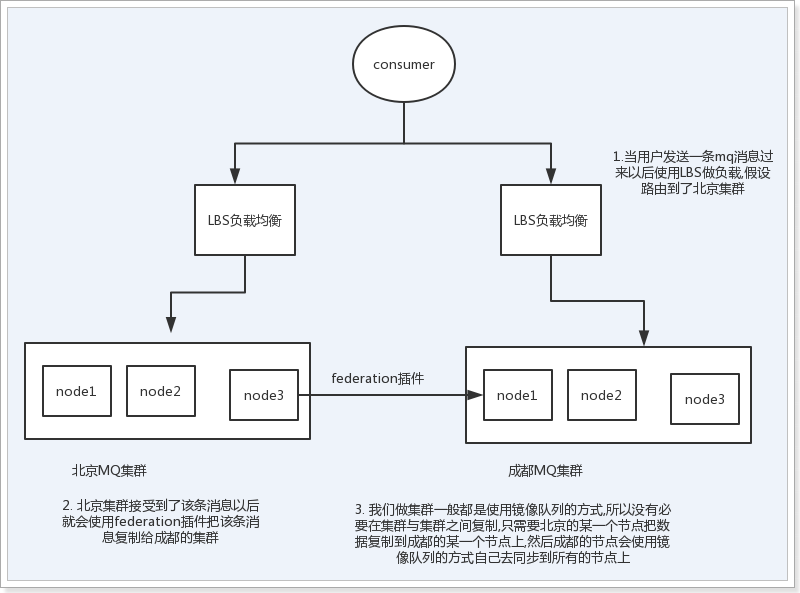 consumer
1.当用户发送一条mq消息过
来以后使用LBS做负载,假设
路由到了北京集群
LBS负载均衡
LBS负载均衡
federation插件
node1
node2
node3
node1
node2
node3
北京MQ集群
成都MQ集群
2. 北京集群接受到了该条消息以后
就会使用federation插件把该条消
息复制给成都的集群
3. 我们做集群一般都是使用镜像队列的方式,所以没有必
要在集群与集群之间复制,只需要北京的某一个节点把数
据复制到成都的某一个节点上,然后成都的节点会使用镜
像队列的方式自己去同步到所有的节点上